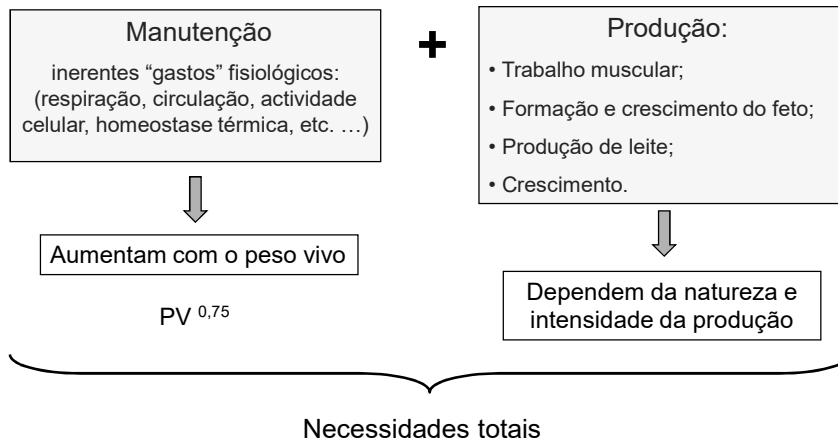 Manutenção
inerentes “gastos” fisiológicos:
(respiração, circulação, actividade
celular, homeostase térmica, etc. …)
Aumentam com o peso vivo
PV 0,75
+
Produção:
• Trabalho muscular;
• Formação e crescimento do feto;
• Produção de leite;
• Crescimento.
Dependem da natureza e
intensidade da produção
Necessidades totais